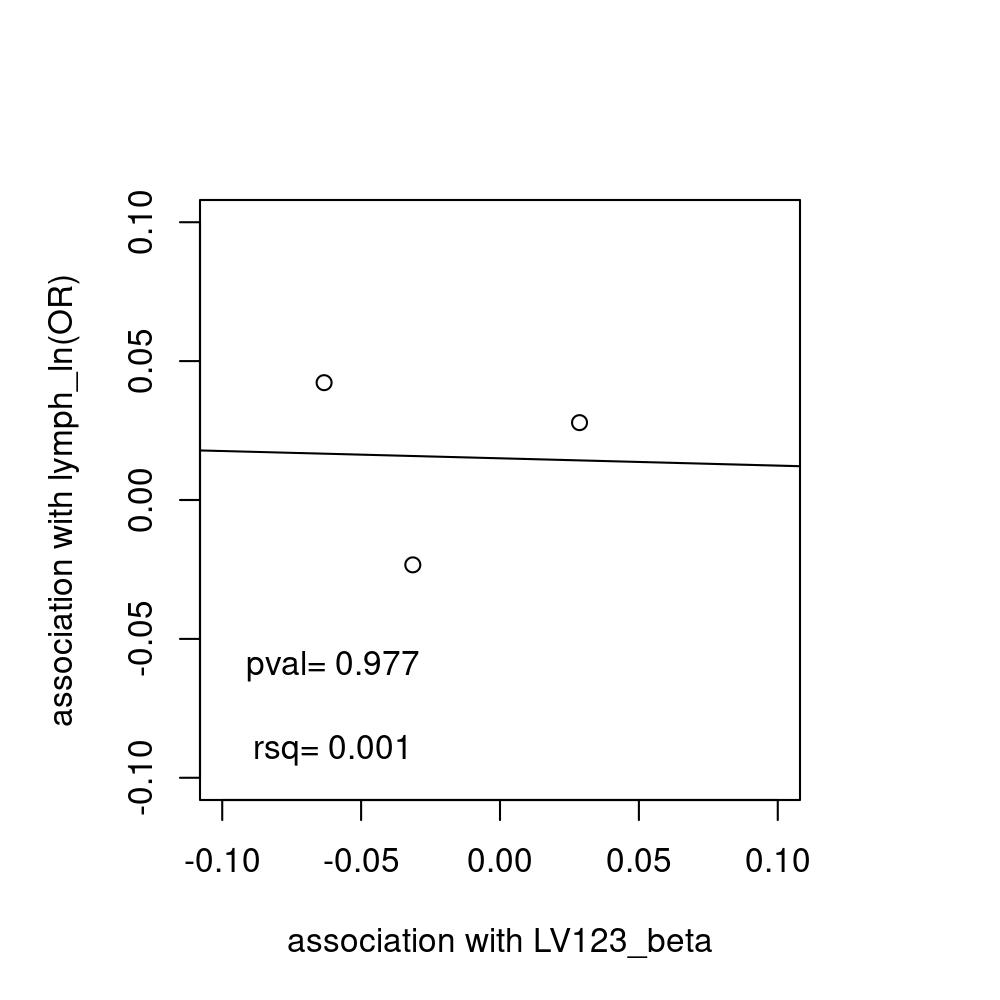 association with lymph_ln(OR)
0.10
0.05
0.00
-0.05
-0.10
pval= 0.977
rsq= 0.001
-0.10 -0.05 0.00 0.05 0.10
association with LV123_beta